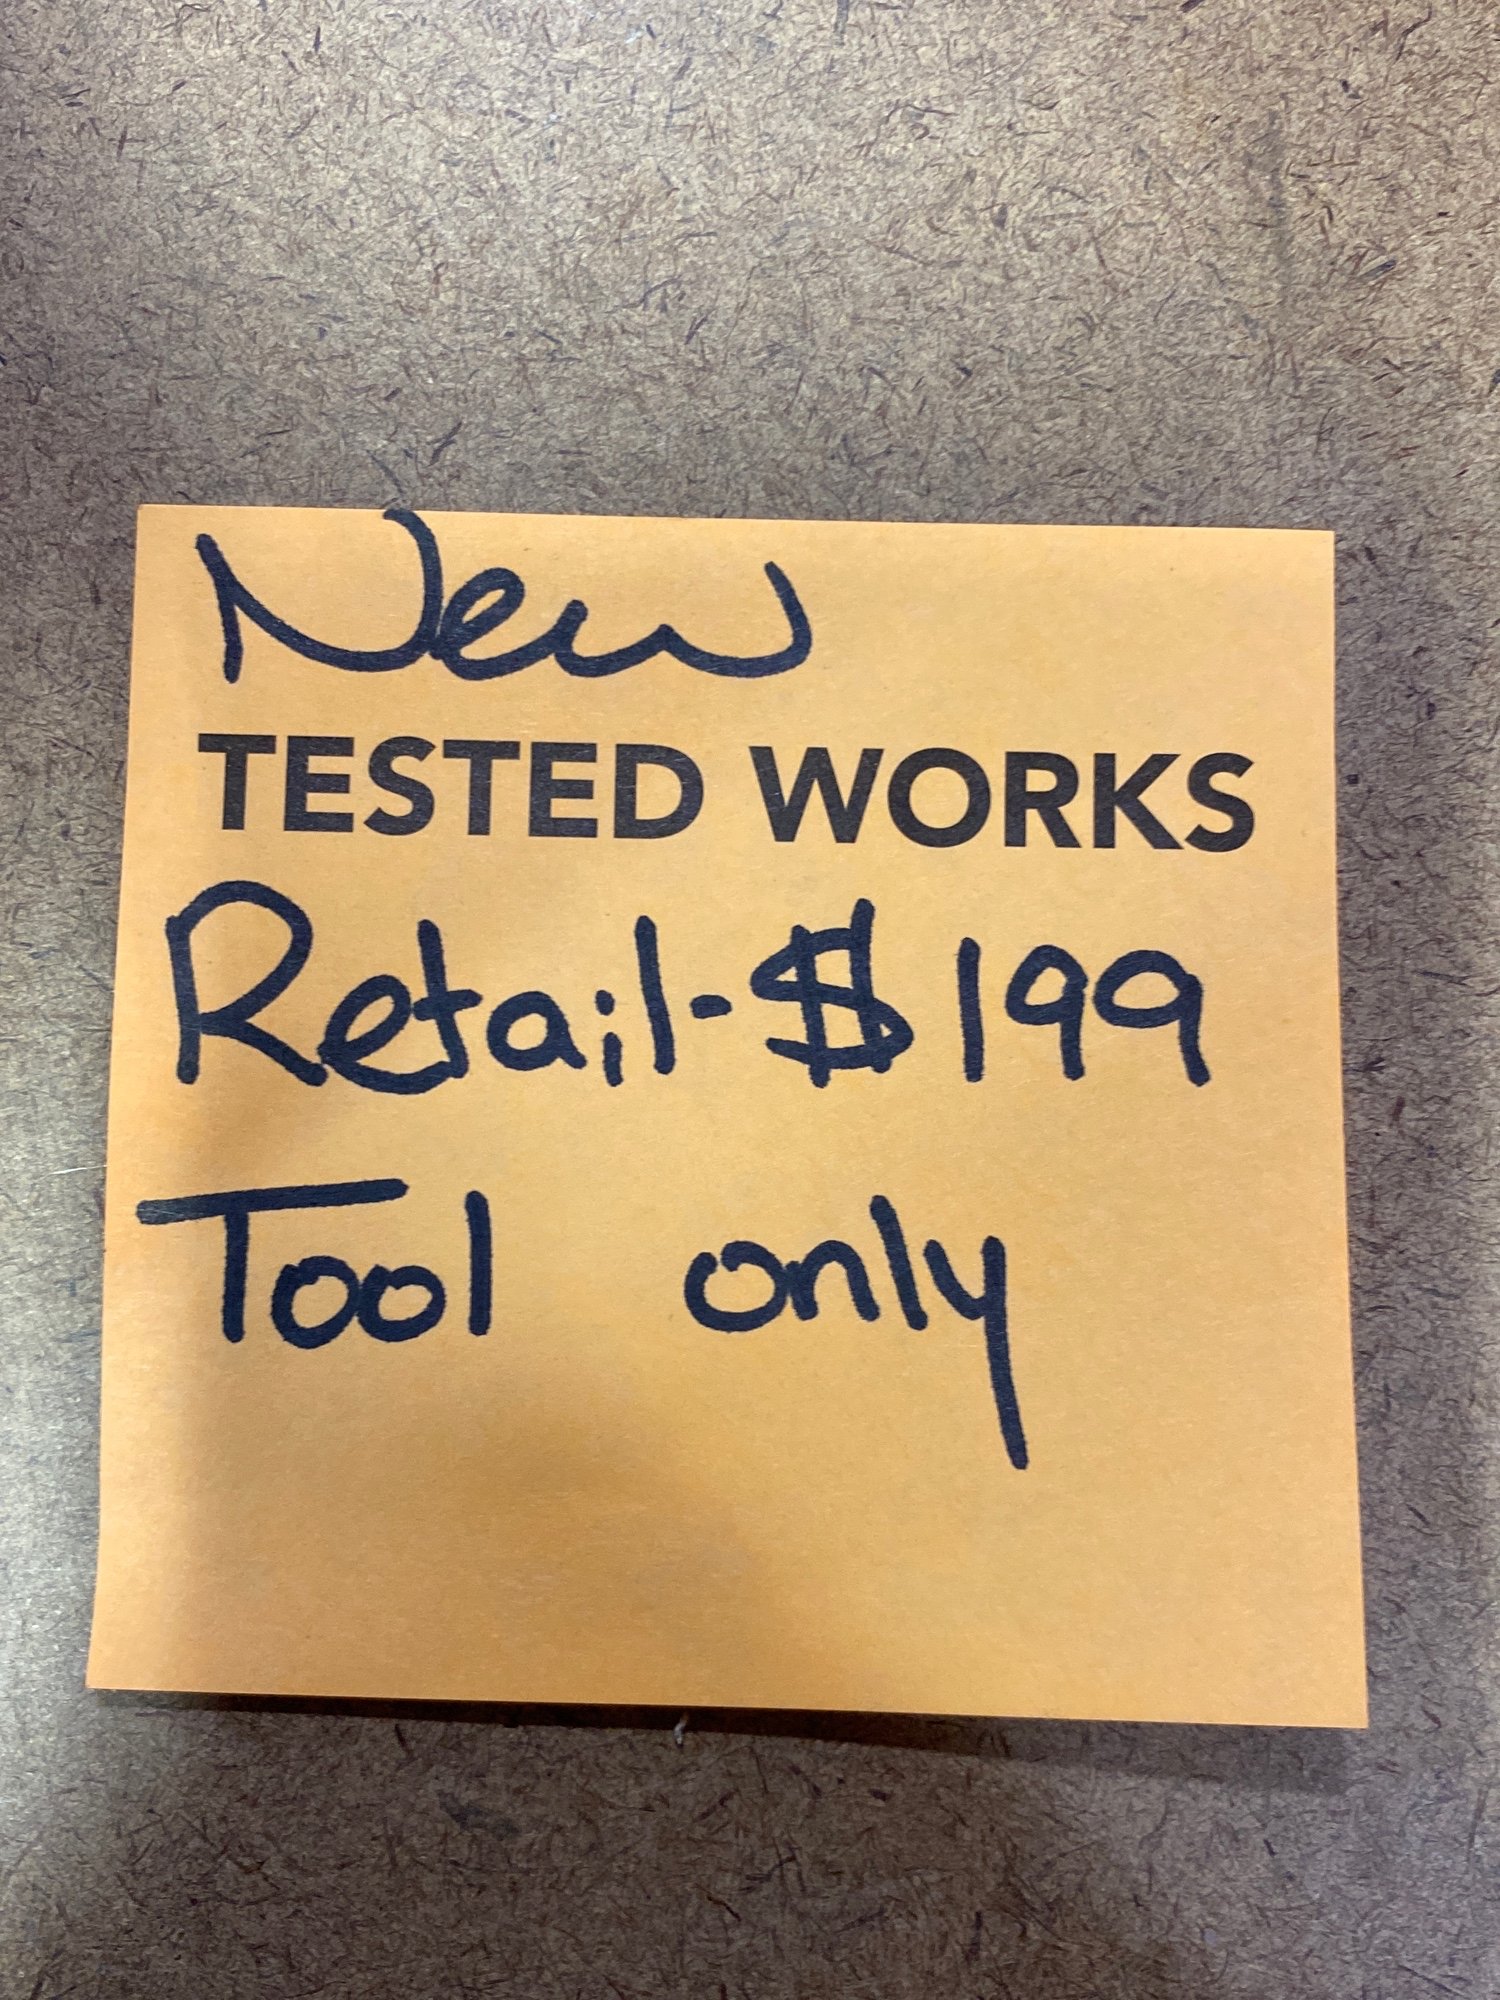 New
TESTED WORKS
Retail-$199
Tool only